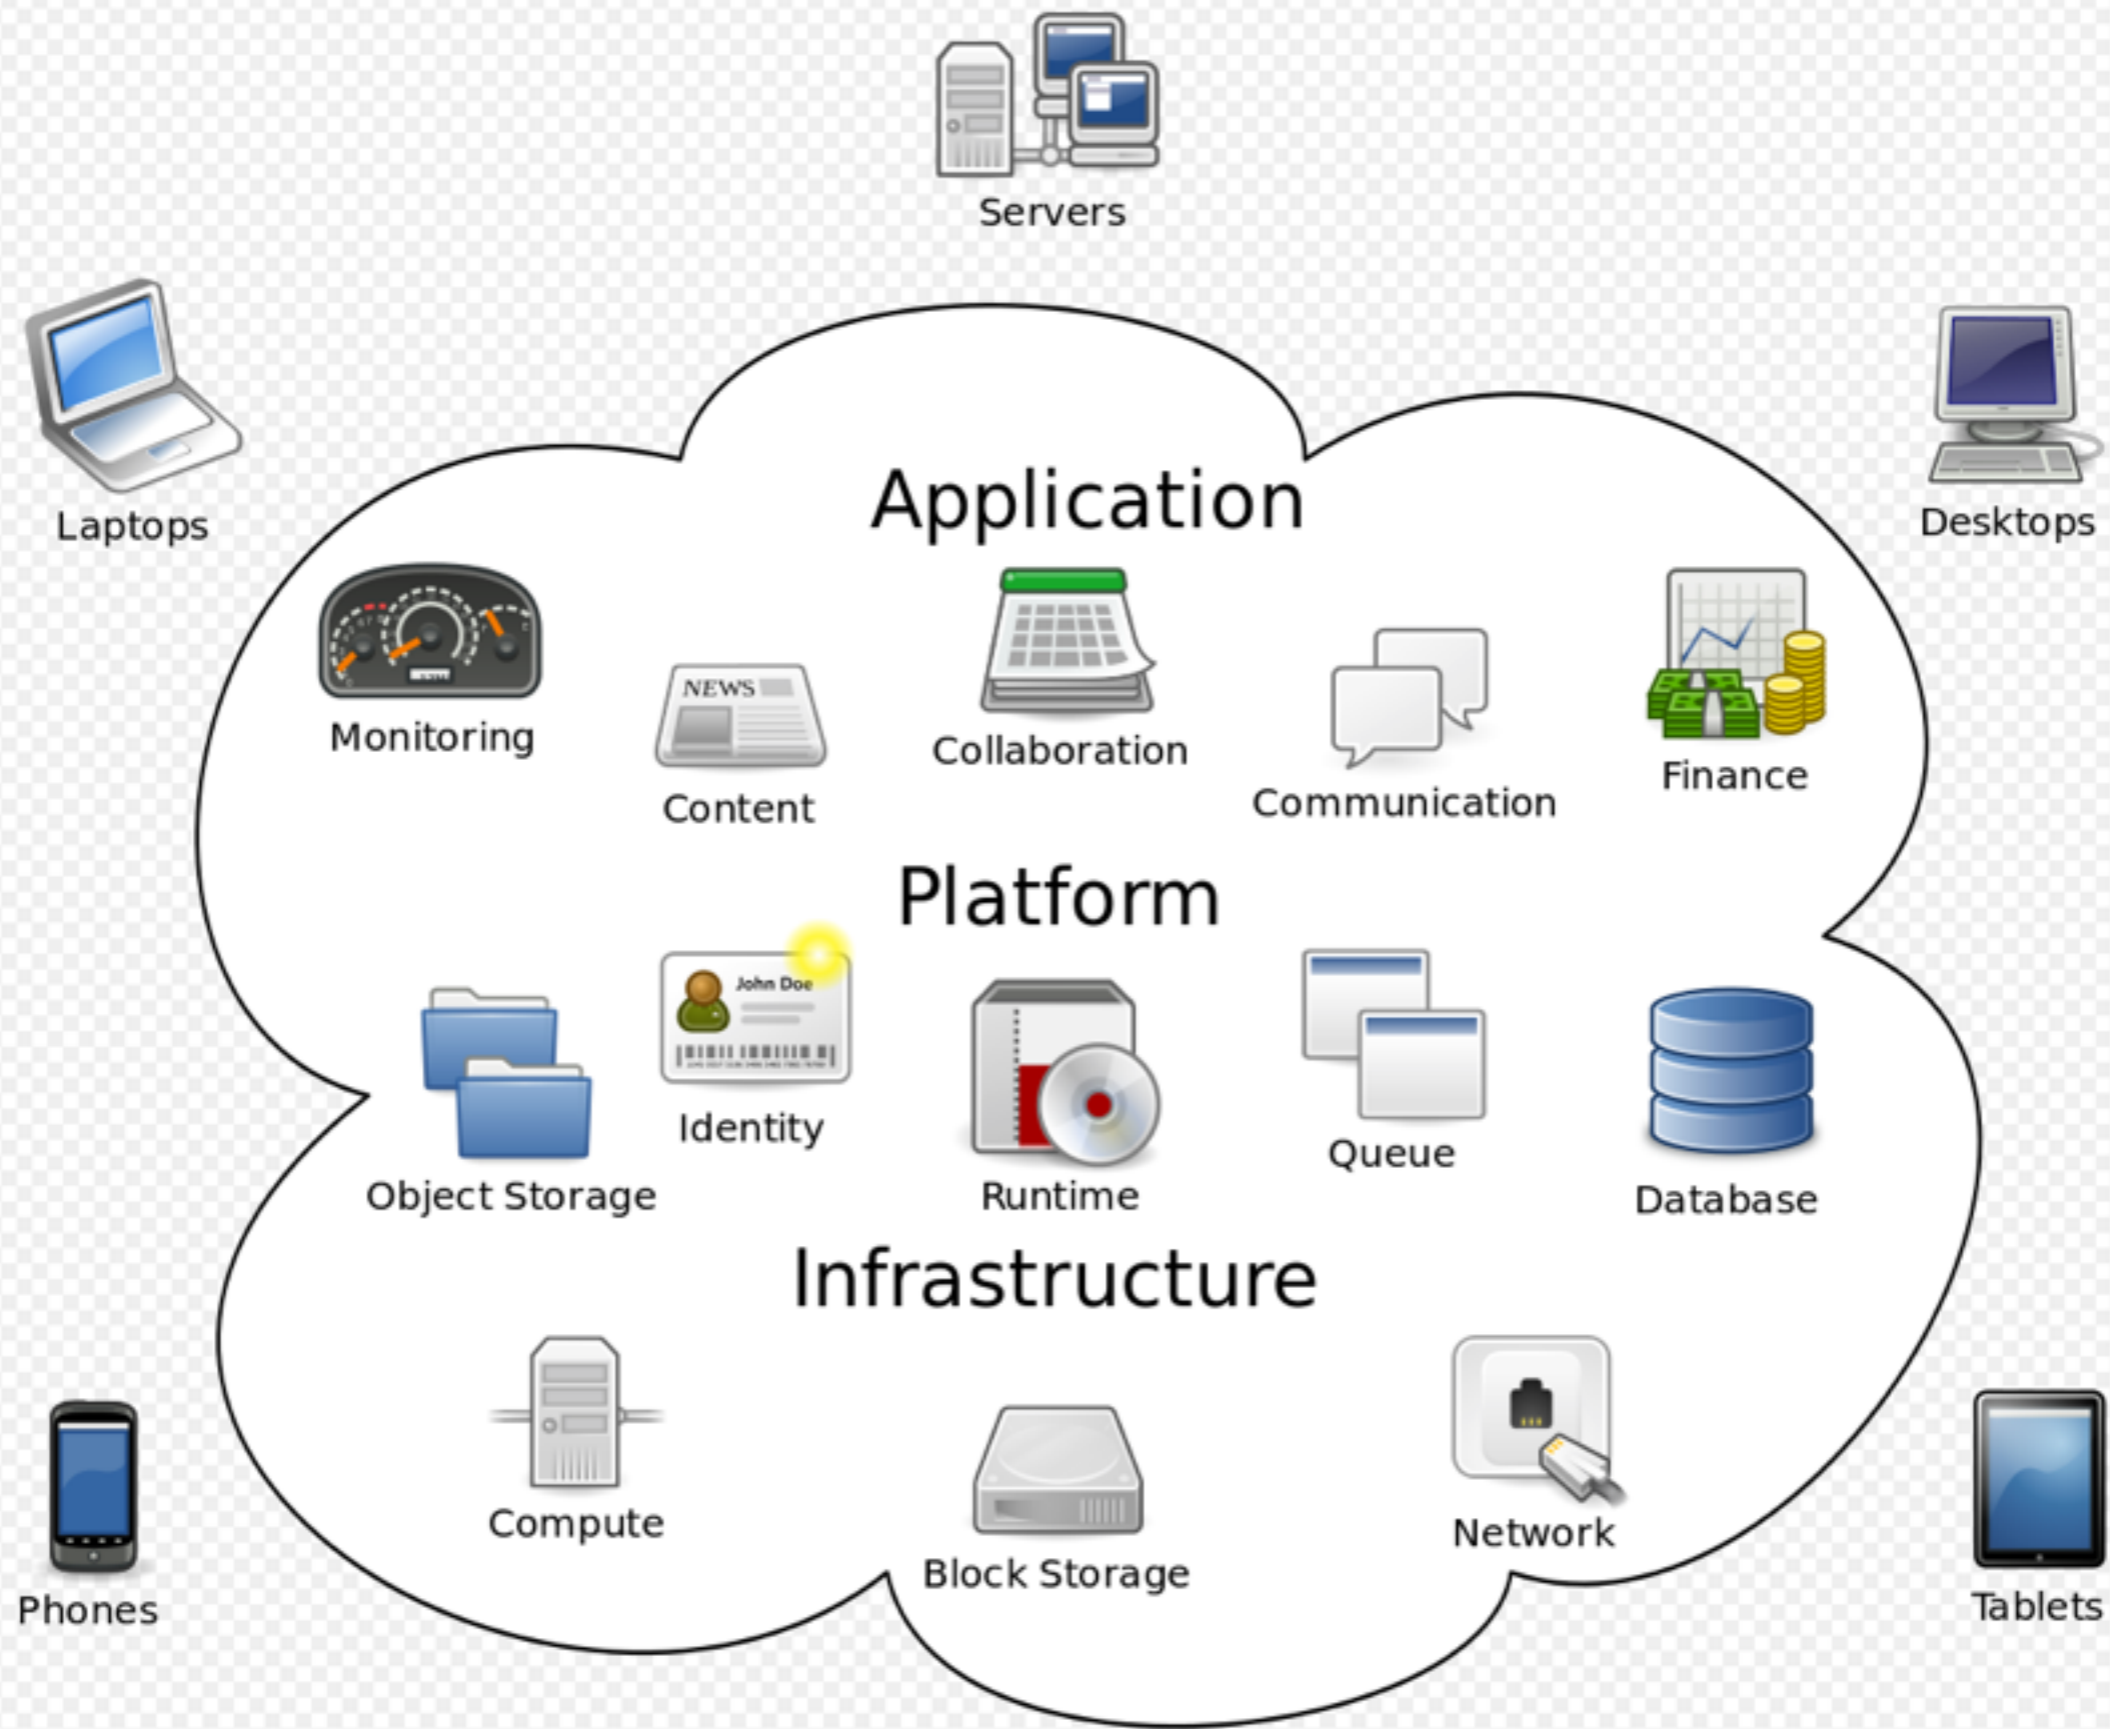 Servers
Laptops
Desktops
Application
Monitoring
NEWS
Content
Collaboration
Communication
Finance
Platform
Object Storage
John Doe
Identity
Runtime
Queue
Database
Infrastructure
Compute
Block Storage
Network
Phones
Tablets